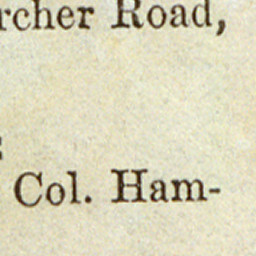 rcher Road,
Col. Ham-